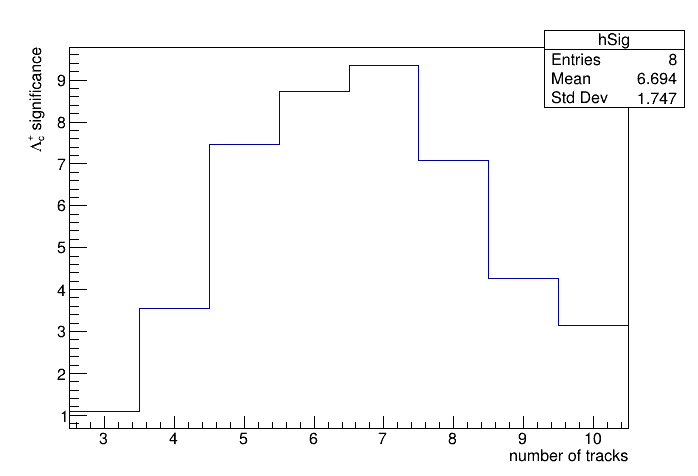 hSig
Entries 8
Mean 6.694
Std Dev 1.747
Λc+ significance
9
8
7
6
5
4
3
2
1
3 4 5 6 7 8 9 10
number of tracks